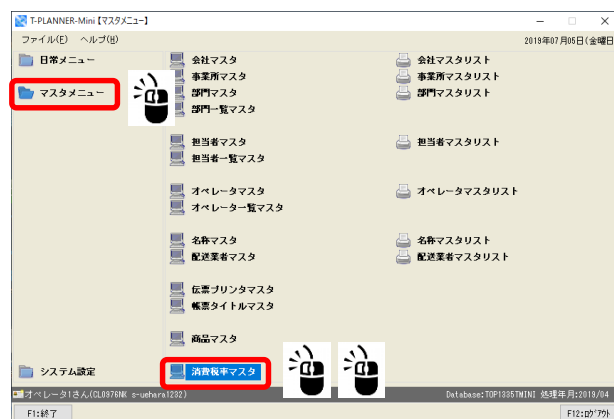 T-PLANNER-Mini【マスタメニュー】
ファイル(F) ヘルプ(H)
2019年07月05日(金曜日
日常メニュー
マスタメニュー
システム設定
会社マスタ
事業所マスタ
部門マスタ
部門一覧マスタ
担当者マスタ
担当者一覧マスタ
オペレータマスタ
オペレーター覧マスタ
名称マスタ
配送業者マスタ
伝票プリンタマスタ
帳票タイトルマスタ
商品マスタ
消費税率マスタ
会社マスタリスト
事業所マスタリスト
部門マスタリスト
担当者マスタリスト
オペレータマスタリスト
名称マスタリスト
配送業者マスタリスト
オペレータ1さん(CL0976NK s-uehara1232)
Database:TOP1335TMINI 処理年月:2019/04
F1:終了
F12:ログアウト